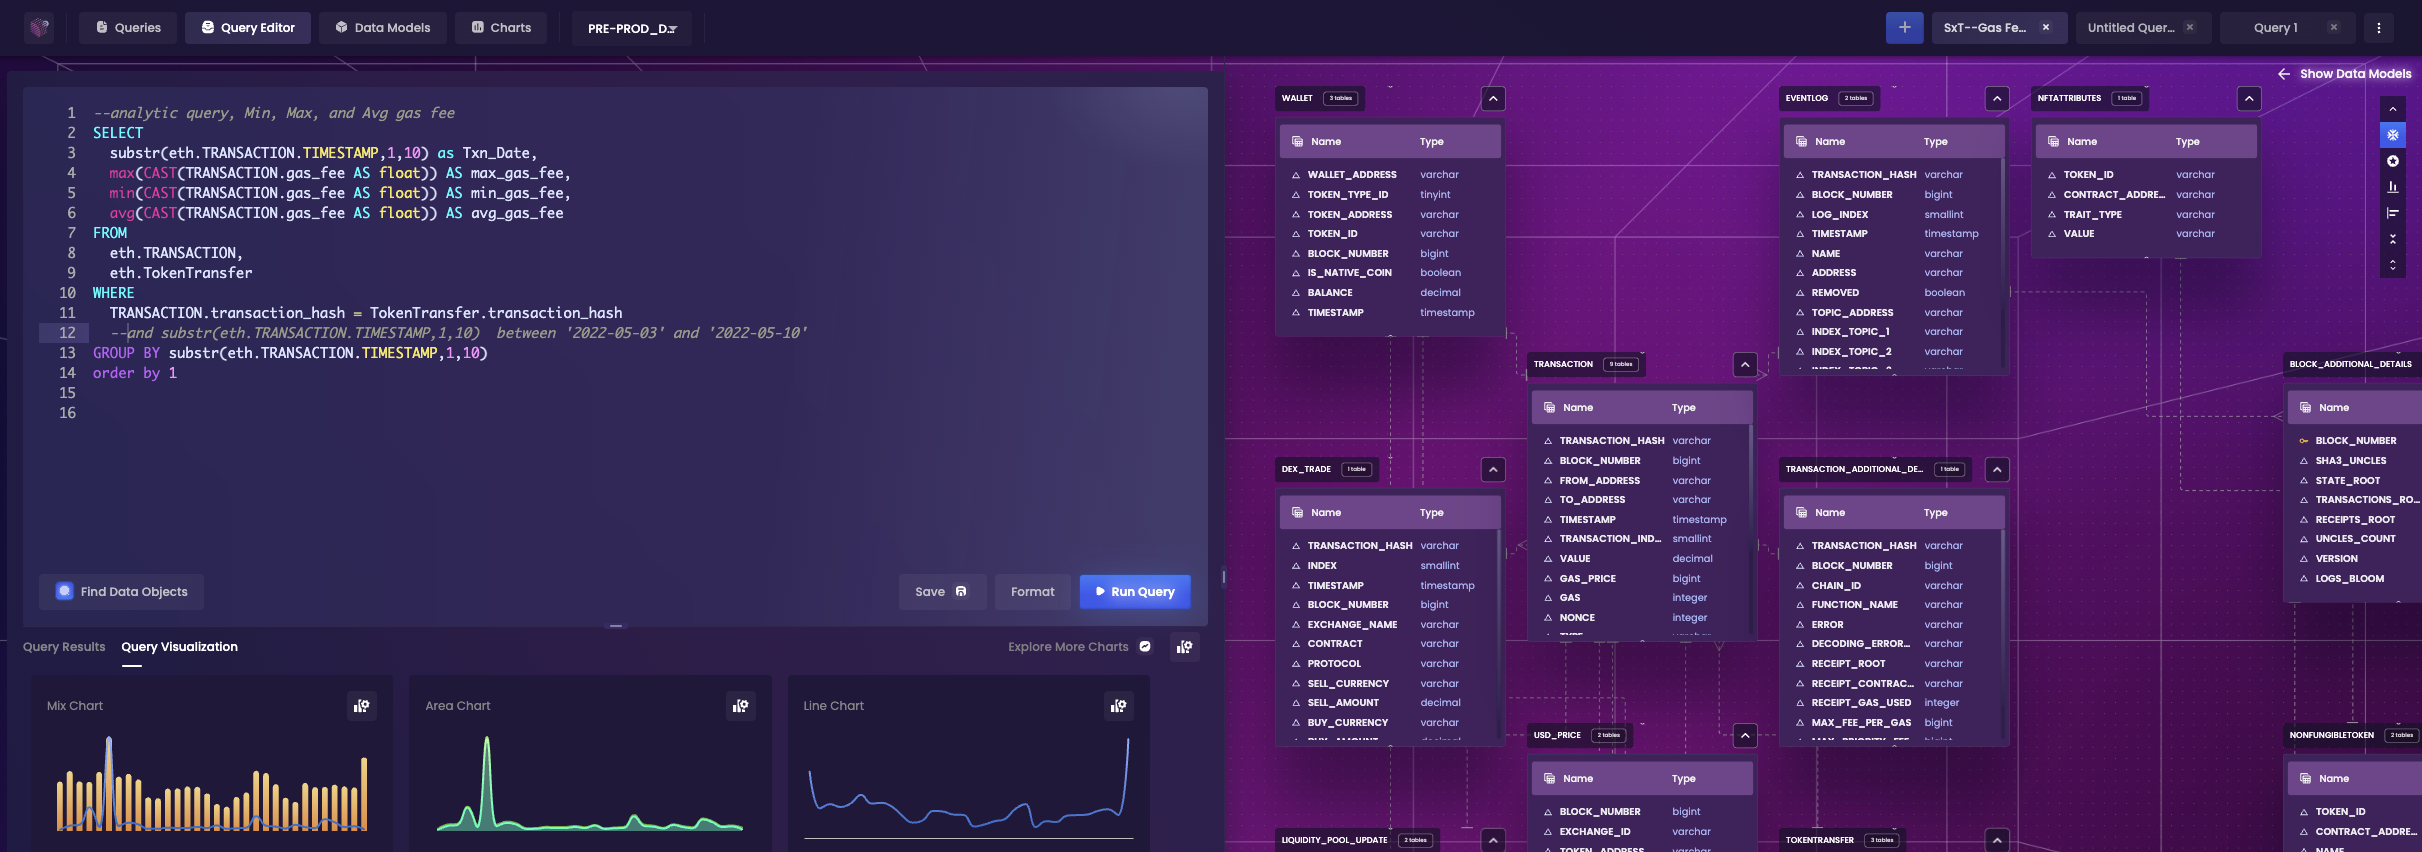 Queries
Query Editor
Data Models
Charts
PRE-PROD_D...
SxT--Gas Fe...
Untitled Quer...
Query 1
Show Data Models
1 --analytic query, Min, Max, and Avg gas fee
2 SELECT
3 substr(eth.TRANSACTION.TIMESTAMP,1,10) as Txn_Date,
4 max(CAST(TRANSACTION.gas_fee AS float)) AS max_gas_fee,
5 min(CAST(TRANSACTION.gas_fee AS float)) AS min_gas_fee,
6 avg(CAST(TRANSACTION.gas_fee AS float)) AS avg_gas_fee
7 FROM
8 eth.TRANSACTION,
9 eth.TokenTransfer
10 WHERE
11 TRANSACTION.transaction_hash = TokenTransfer.transaction_hash
12 --and substr(eth.TRANSACTION.TIMESTAMP,1,10)  between '2022-05-03' and '2022-05-10'
13 GROUP BY substr(eth.TRANSACTION.TIMESTAMP,1,10)
14 order by 1
15
16
Find Data Objects
Save
Format
Run Query
Query Results
Query Visualization
Explore More Charts
Mix Chart
Area Chart
Line Chart
WALLET 3 tables
Name Type
WALLET_ADDRESS varchar
TOKEN_TYPE_ID tinyint
TOKEN_ADDRESS varchar
TOKEN_ID varchar
BLOCK_NUMBER bigint
IS_NATIVE_COIN boolean
BALANCE decimal
TIMESTAMP timestamp
EVENTLOG 2 tables
Name Type
TRANSACTION_HASH varchar
BLOCK_NUMBER bigint
LOG_INDEX smallint
TIMESTAMP timestamp
NAME varchar
ADDRESS varchar
REMOVED boolean
TOPIC_ADDRESS varchar
INDEX_TOPIC_1 varchar
INDEX_TOPIC_2 varchar
NFTATTRIBUTES 1 table
Name Type
TOKEN_ID varchar
CONTRACT_ADDRE... varchar
TRAIT_TYPE varchar
VALUE varchar
TRANSACTION 9 tables
Name Type
TRANSACTION_HASH varchar
BLOCK_NUMBER bigint
FROM_ADDRESS varchar
TO_ADDRESS varchar
TIMESTAMP timestamp
TRANSACTION_IND... smallint
VALUE decimal
GAS_PRICE bigint
GAS integer
NONCE integer
BLOCK_ADDITIONAL_DETAILS
Name
BLOCK_NUMBER
SHA3_UNCLES
STATE_ROOT
TRANSACTIONS_RO...
RECEIPTS_ROOT
UNCLES_COUNT
VERSION
LOGS_BLOOM
DEX_TRADE 1 table
Name Type
TRANSACTION_HASH varchar
INDEX smallint
TIMESTAMP timestamp
BLOCK_NUMBER bigint
EXCHANGE_NAME varchar
CONTRACT varchar
PROTOCOL varchar
SELL_CURRENCY varchar
SELL_AMOUNT decimal
BUY_CURRENCY varchar
TRANSACTION_ADDITIONAL_DE... 1 table
Name Type
TRANSACTION_HASH varchar
BLOCK_NUMBER bigint
CHAIN_ID varchar
FUNCTION_NAME varchar
ERROR varchar
DECODING_ERROR... varchar
RECEIPT_ROOT varchar
RECEIPT_CONTRAC... varchar
RECEIPT_GAS_USED integer
MAX_FEE_PER_GAS bigint
USD_PRICE 2 tables
Name Type
BLOCK_NUMBER bigint
EXCHANGE_ID varchar
TOKEN_ADDRESS varchar
NONFUNGIBLETOKEN 2 tables
Name
TOKEN_ID
CONTRACT_ADDRE...
NAME
LIQUIDITY_POOL_UPDATE 2 tables
TOKENTRANSFER 3 tables